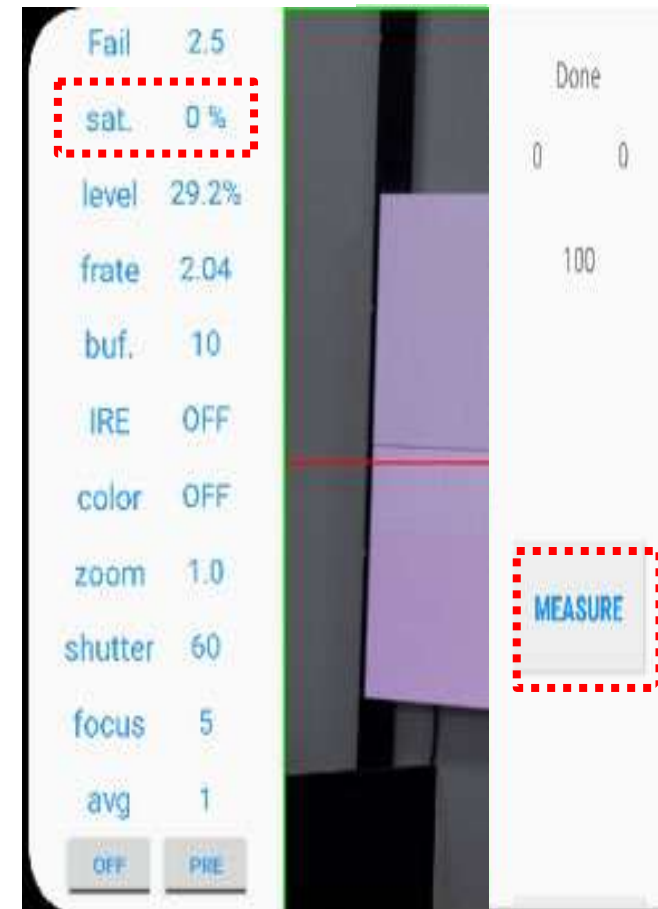 Fail 2.5
sat. 0 %
level 29.2%
frate 2.04
buf. 10
IRE OFF
color OFF
zoom 1.0
shutter 60
focus 5
avg 1
OFF PRE
Done
0 0
100
MEASURE